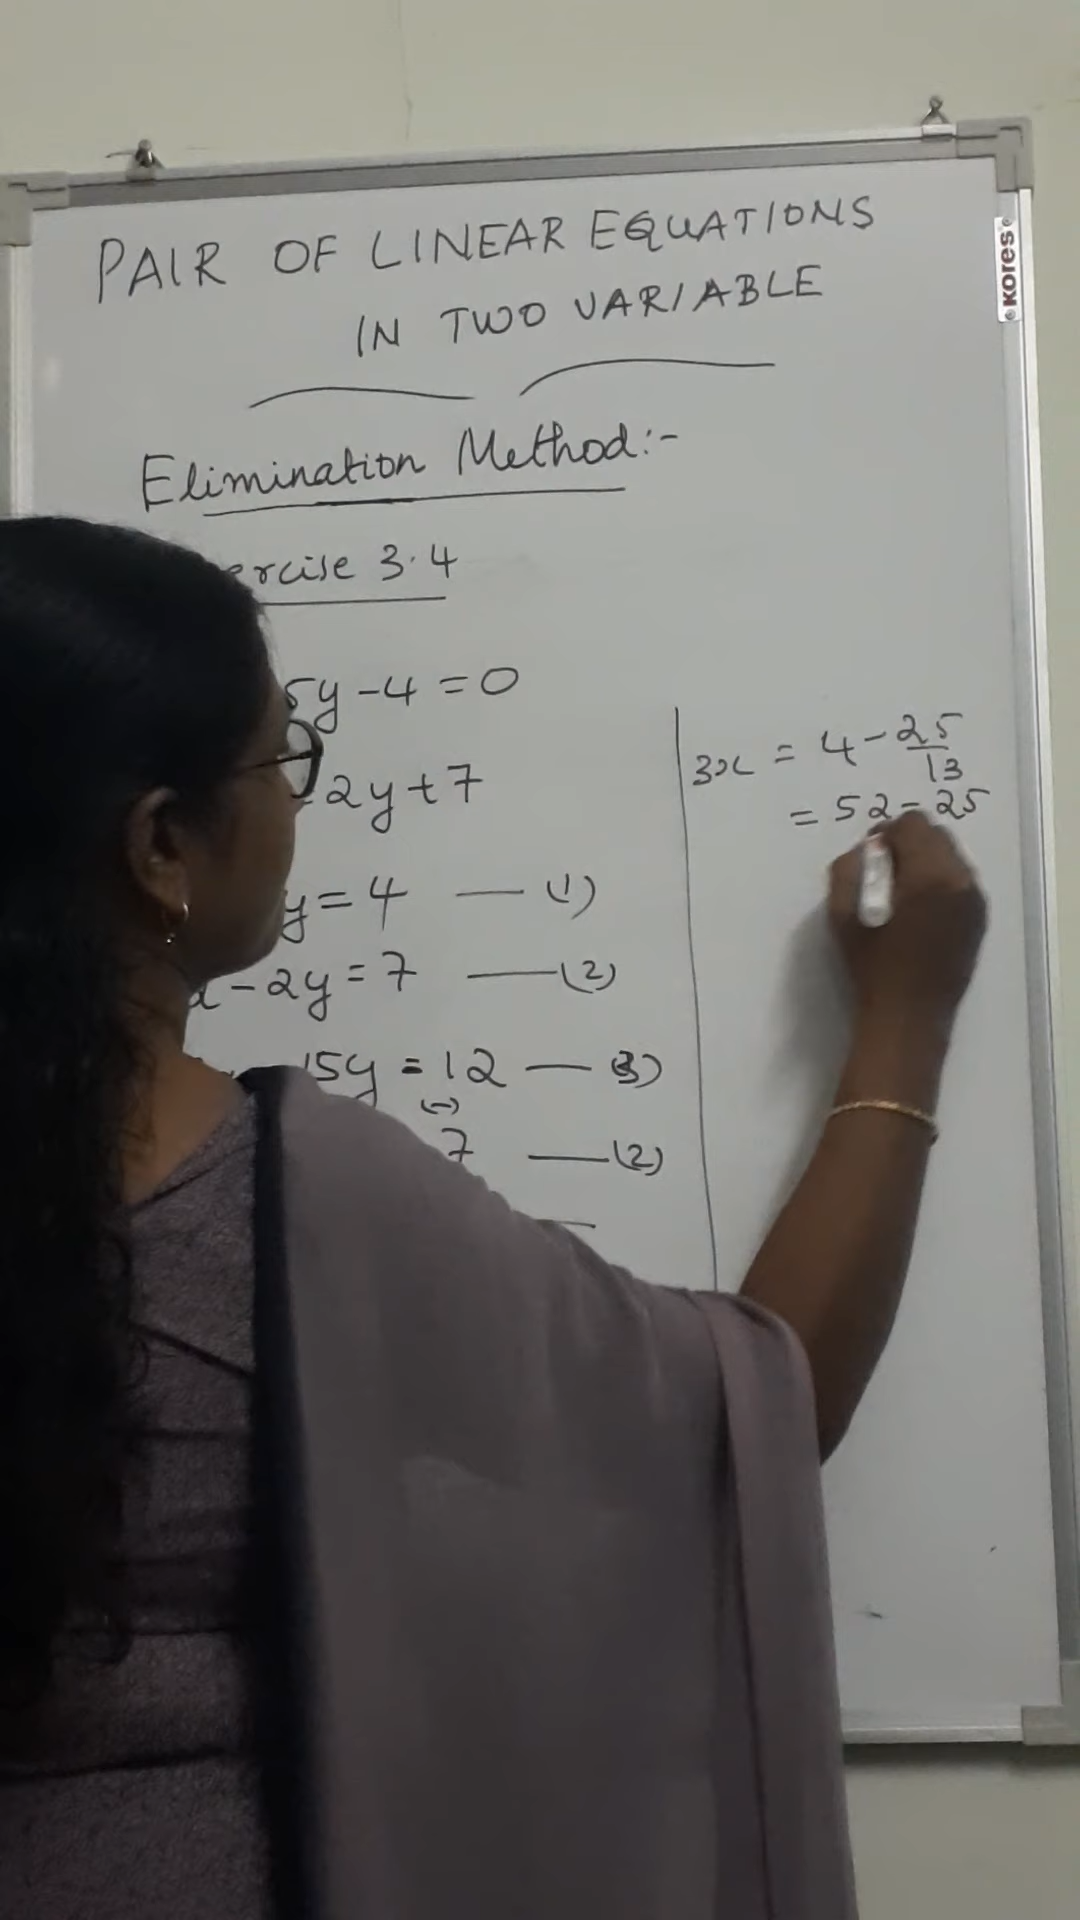 PAIR OF LINEAR EQUATIONS
IN TWO VARIABLE
Elimination Method:-
ercise 3.4
5y - 4 = 0
2y + 7
y = 4 — (1)
x - 2y = 7 — (2)
15y = 12 — (3)
(-)
7 — (2)
3x = 4 - 25/13
= 52 - 25
kores